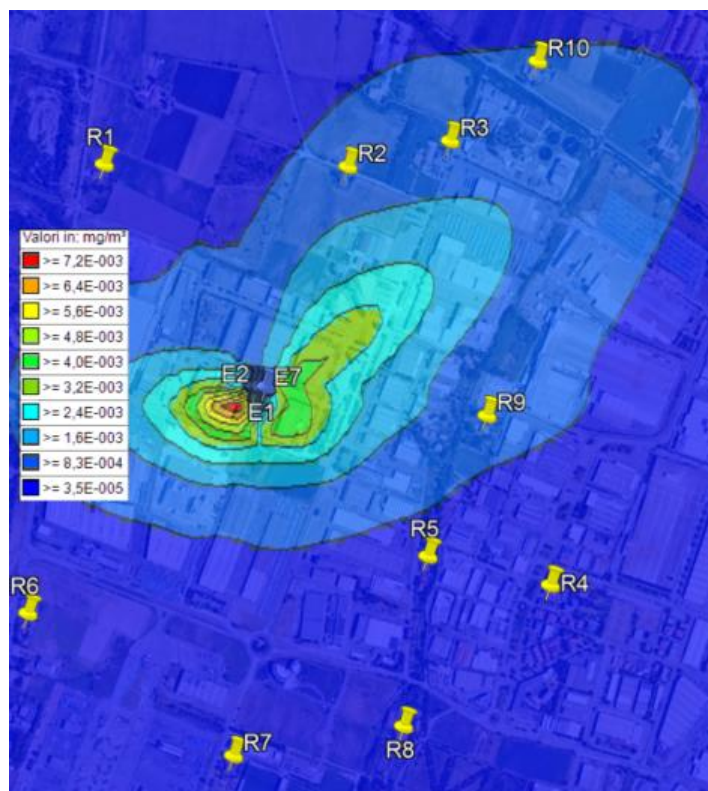 R10
R3
R2
R1
Valori in: mg/m³
>= 7,2E-003
>= 6,4E-003
>= 5,6E-003
>= 4,8E-003
>= 4,0E-003
>= 3,2E-003
>= 2,4E-003
>= 1,6E-003
>= 8,3E-004
>= 3,5E-005
E2
E7
E1
R9
R5
R4
R6
R7
R8